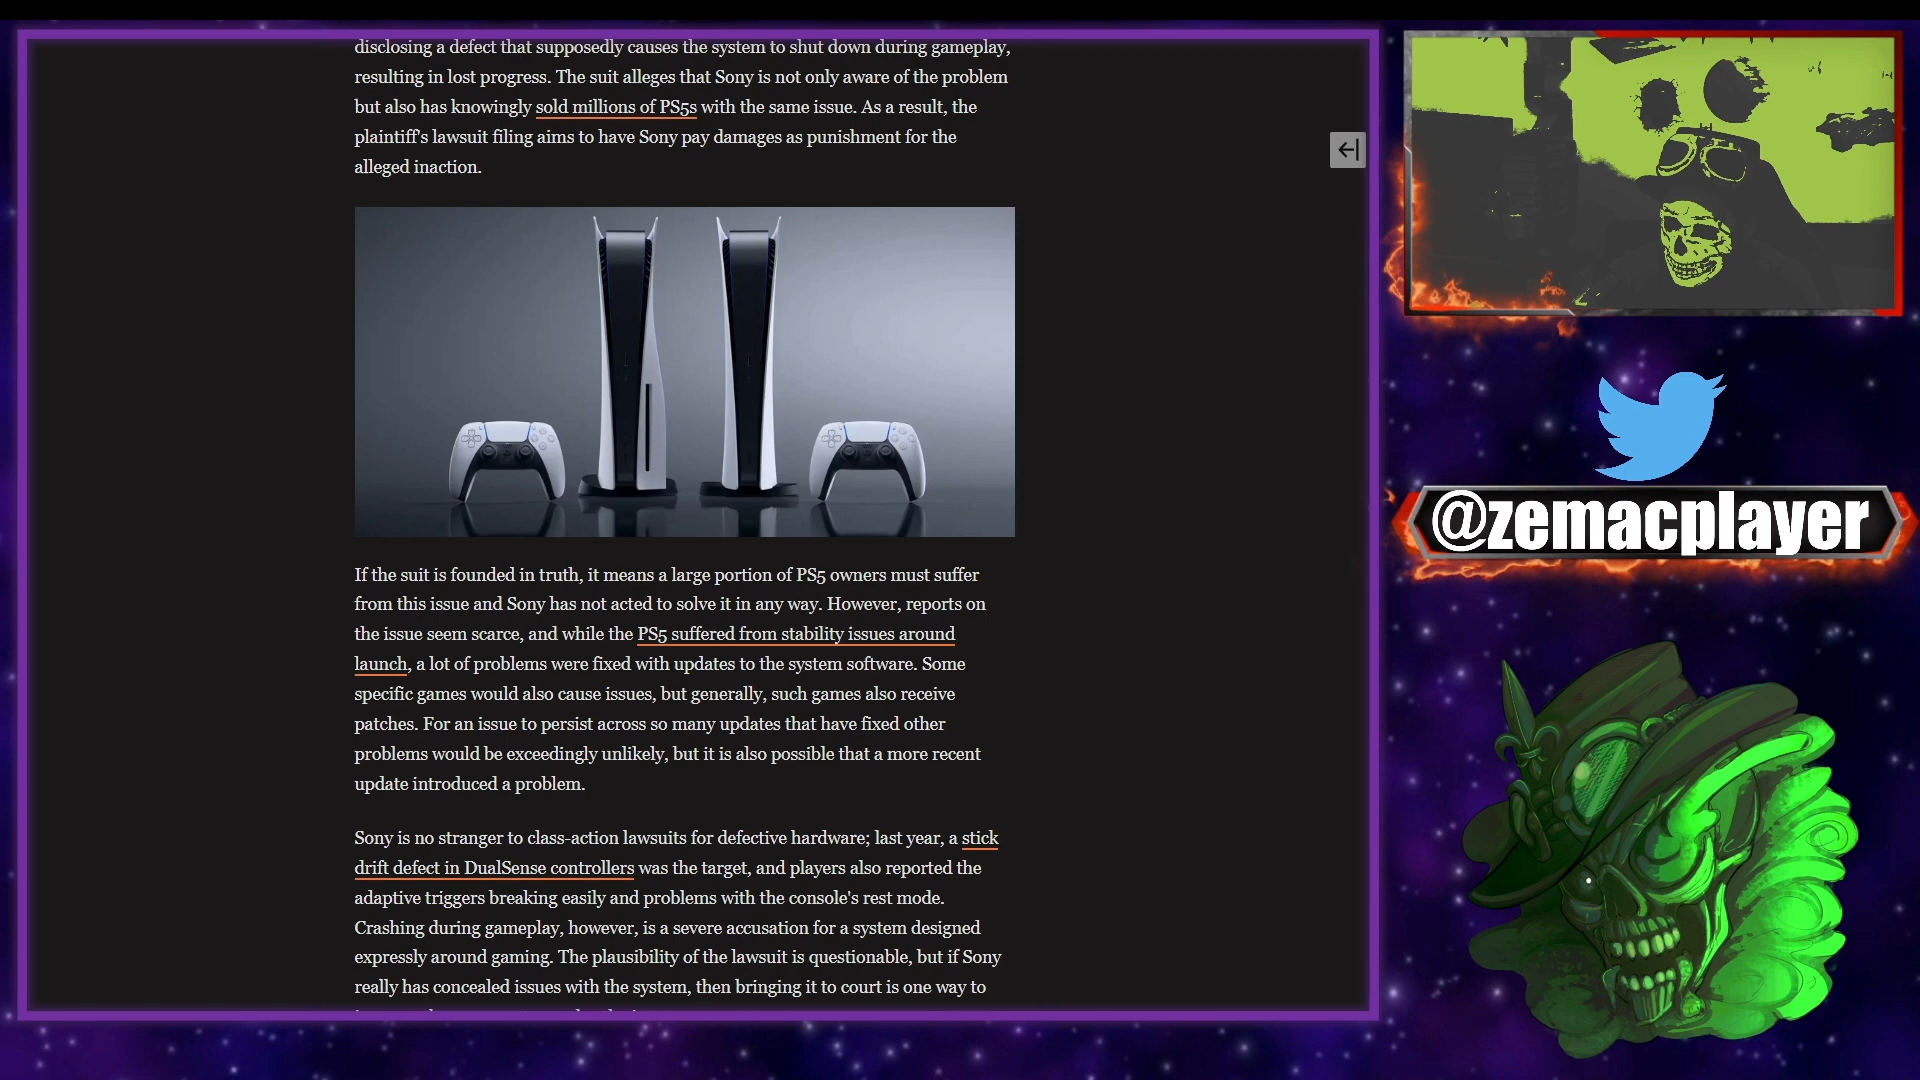 disclosing a defect that supposedly causes the system to shut down during gameplay,
resulting in lost progress. The suit alleges that Sony is not only aware of the problem
but also has knowingly sold millions of PS5s with the same issue. As a result, the
plaintiff's lawsuit filing aims to have Sony pay damages as punishment for the
alleged inaction.
If the suit is founded in truth, it means a large portion of PS5 owners must suffer
from this issue and Sony has not acted to solve it in any way. However, reports on
the issue seem scarce, and while the PS5 suffered from stability issues around
launch, a lot of problems were fixed with updates to the system software. Some
specific games would also cause issues, but generally, such games also receive
patches. For an issue to persist across so many updates that have fixed other
problems would be exceedingly unlikely, but it is also possible that a more recent
update introduced a problem.
Sony is no stranger to class-action lawsuits for defective hardware; last year, a stick
drift defect in DualSense controllers was the target, and players also reported the
adaptive triggers breaking easily and problems with the console's rest mode.
Crashing during gameplay, however, is a severe accusation for a system designed
expressly around gaming. The plausibility of the lawsuit is questionable, but if Sony
really has concealed issues with the system, then bringing it to court is one way to
@zemacplayer